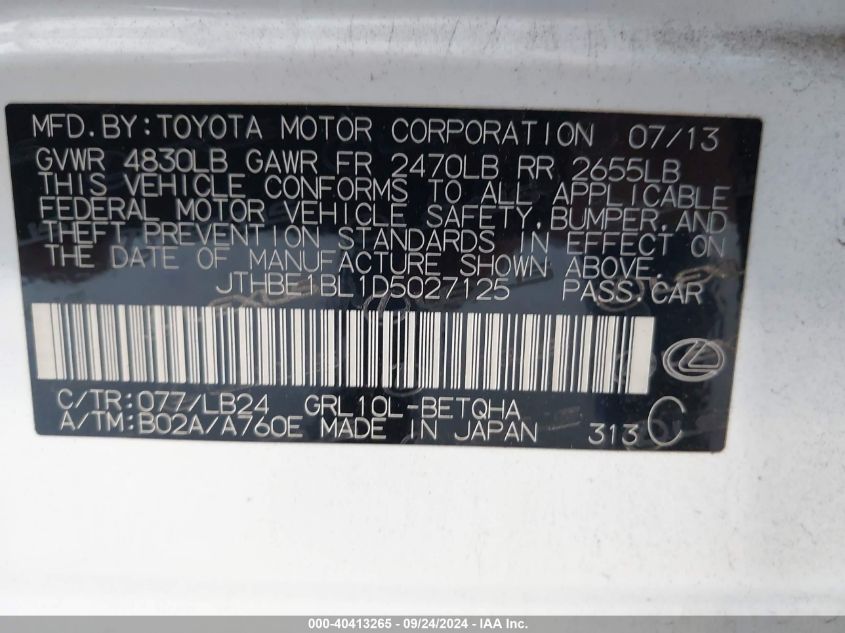 MFD.BY:TOYOTA MOTOR CORPORATION 07/13
GVWR 4830LB GAWR FR 2470LB RR 2655LB
THIS VEHICLE CONFORMS TO ALL APPLICABLE
FEDERAL MOTOR VEHICLE SAFETY,BUMPER,AND
THEFT PREVENTION STANDARDS IN EFFECT ON
THE DATE OF MANUFACTURE SHOWN ABOVE.
JTHBE1BL1D5027125 PASS.CAR
C/TR:077/LB24 GRL10L-BETQHA
A/TM:B02A/A760E MADE IN JAPAN 313 C
000-40413265 - 09/24/2024 - IAA Inc.